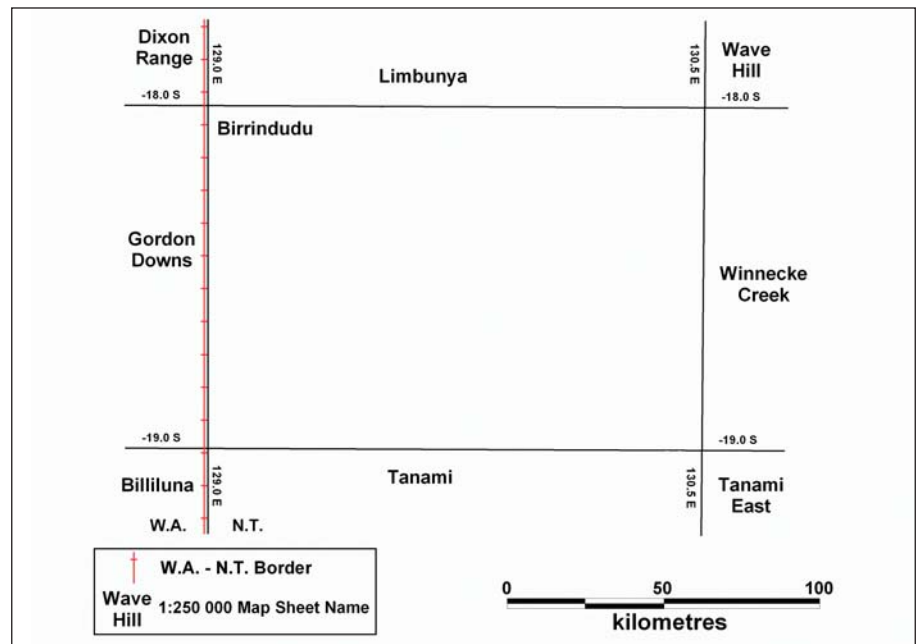 Dixon
Range
129.0 E
Limbunya
130.5 E
Wave
Hill
-18.0 S
-18.0 S
Birrindudu
Gordon
Downs
Winnecke
Creek
-19.0 S
-19.0 S
Billiluna
129.0 E
Tanami
130.5 E
Tanami
East
W.A. N.T.
W.A. - N.T. Border
Wave
Hill
1:250 000 Map Sheet Name
0 50 100
kilometres